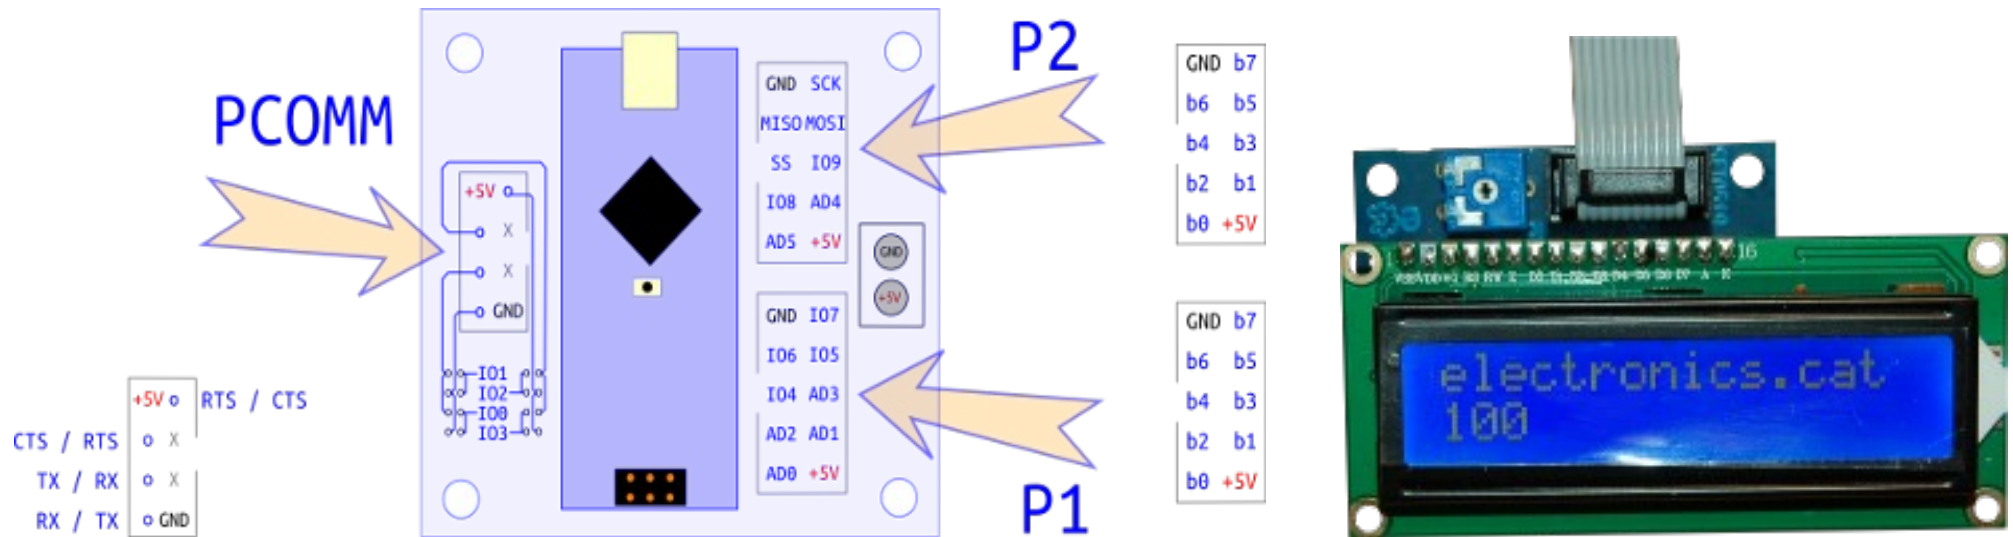 PCOMM
+5V
X
X
GND
IO1
IO2
IO0
IO3
+5V RTS / CTS
CTS / RTS X
TX / RX X
RX / TX GND
GND SCK
MISO MOSI
SS IO9
IO8 AD4
AD5 +5V
GND
+5V
GND IO7
IO6 IO5
IO4 AD3
AD2 AD1
AD0 +5V
P2
P1
GND b7
b6 b5
b4 b3
b2 b1
b0 +5V
GND b7
b6 b5
b4 b3
b2 b1
b0 +5V
16
electronics.cat
100